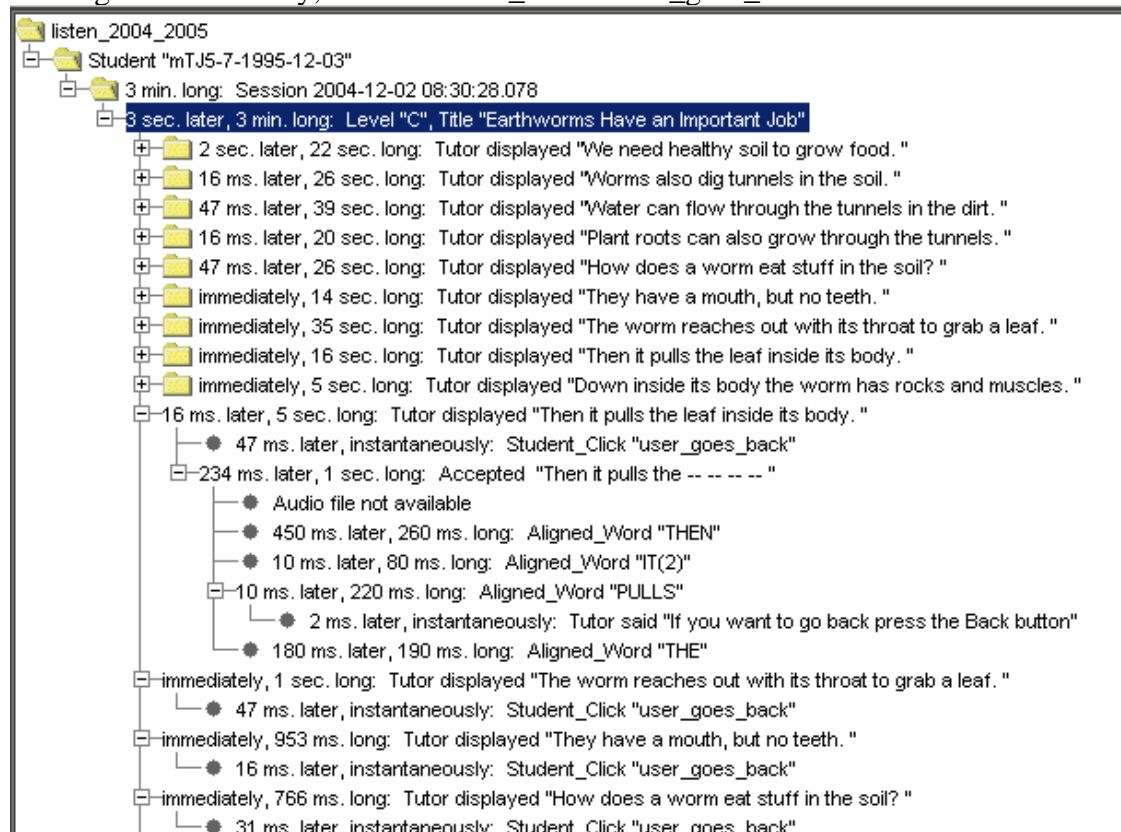 listen_2004_2005
Student "mTJ5-7-1995-12-03"
3 min. long: Session 2004-12-02 08:30:28.078
3 sec. later, 3 min. long: Level "C", Title "Earthworms Have an Important Job"
2 sec. later, 22 sec. long: Tutor displayed "We need healthy soil to grow food. "
16 ms. later, 26 sec. long: Tutor displayed "Worms also dig tunnels in the soil. "
47 ms. later, 39 sec. long: Tutor displayed "Water can flow through the tunnels in the dirt. "
16 ms. later, 20 sec. long: Tutor displayed "Plant roots can also grow through the tunnels. "
47 ms. later, 26 sec. long: Tutor displayed "How does a worm eat stuff in the soil? "
immediately, 14 sec. long: Tutor displayed "They have a mouth, but no teeth. "
immediately, 35 sec. long: Tutor displayed "The worm reaches out with its throat to grab a leaf. "
immediately, 16 sec. long: Tutor displayed "Then it pulls the leaf inside its body. "
immediately, 5 sec. long: Tutor displayed "Down inside its body the worm has rocks and muscles. "
16 ms. later, 5 sec. long: Tutor displayed "Then it pulls the leaf inside its body. "
47 ms. later, instantaneously: Student_Click "user_goes_back"
234 ms. later, 1 sec. long: Accepted "Then it pulls the -- -- -- -- "
Audio file not available
450 ms. later, 260 ms. long: Aligned_Word "THEN"
10 ms. later, 80 ms. long: Aligned_Word "IT(2)"
10 ms. later, 220 ms. long: Aligned_Word "PULLS"
2 ms. later, instantaneously: Tutor said "If you want to go back press the Back button"
180 ms. later, 190 ms. long: Aligned_Word "THE"
immediately, 1 sec. long: Tutor displayed "The worm reaches out with its throat to grab a leaf. "
47 ms. later, instantaneously: Student_Click "user_goes_back"
immediately, 953 ms. long: Tutor displayed "They have a mouth, but no teeth. "
16 ms. later, instantaneously: Student_Click "user_goes_back"
immediately, 766 ms. long: Tutor displayed "How does a worm eat stuff in the soil? "
31 ms. later, instantaneously: Student_Click "user_goes_back"